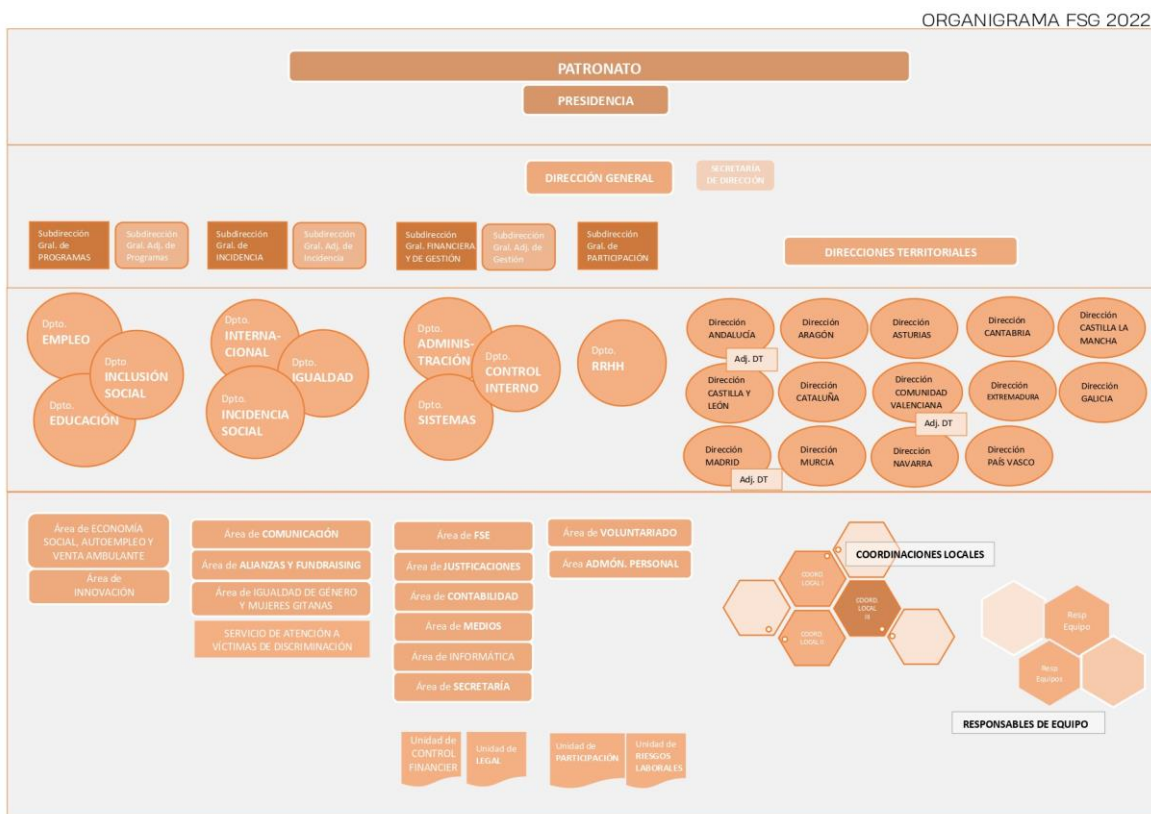 ORGANIGRAMA FSG 2022
PATRONATO
PRESIDENCIA
DIRECCIÓN GENERAL
SECRETARÍA
DE DIRECCIÓN
Subdirección
Gral. de
PROGRAMAS
Subdirección
Gral. Adj. de
Programas
Subdirección
Gral. de
INCIDENCIA
Subdirección
Gral. Adj. de
Incidencia
Subdirección
Gral. FINANCIERA
Y DE GESTIÓN
Subdirección
Gral. Adj. de
Gestión
Subdirección
Gral. de
PARTICIPACIÓN
DIRECCIONES TERRITORIALES
Dpto.
EMPLEO
Dpto
INCLUSIÓN
SOCIAL
Dpto.
EDUCACIÓN
Dpto.
INTERNA-
CIONAL
Dpto.
IGUALDAD
Dpto.
INCIDENCIA
SOCIAL
Dpto.
ADMINIS-
TRACIÓN
Dpto.
CONTROL
INTERNO
Dpto.
SISTEMAS
Dpto.
RRHH
Dirección
ANDALUCÍA
Adj. DT
Dirección
ARAGÓN
Dirección
ASTURIAS
Dirección
CANTABRIA
Dirección
CASTILLA LA
MANCHA
Dirección
CASTILLA Y
LEÓN
Dirección
CATALUÑA
Dirección
COMUNIDAD
VALENCIANA
Adj. DT
Dirección
EXTREMADURA
Dirección
GALICIA
Dirección
MADRID
Adj. DT
Dirección
MURCIA
Dirección
NAVARRA
Dirección
PAÍS VASCO
Área de ECONOMÍA
SOCIAL, AUTOEMPLEO Y
VENTA AMBULANTE
Área de
INNOVACIÓN
Área de COMUNICACIÓN
Área de ALIANZAS Y FUNDRAISING
Área de IGUALDAD DE GÉNERO
Y MUJERES GITANAS
SERVICIO DE ATENCIÓN A
VÍCTIMAS DE DISCRIMINACIÓN
Área de FSE
Área de JUSTFICACIONES
Área de CONTABILIDAD
Área de MEDIOS
Área de INFORMÁTICA
Área de SECRETARÍA
Área de VOLUNTARIADO
Área ADMÓN. PERSONAL
Unidad de
CONTROL
FINANCIER
Unidad de
LEGAL
Unidad de
PARTICIPACIÓN
Unidad de
RIESGOS
LABORALES
COORDINACIONES LOCALES
COORD.
LOCAL I
COORD.
LOCAL II
COORD.
LOCAL
III
Resp
Equipo
Resp
Equipos
RESPONSABLES DE EQUIPO